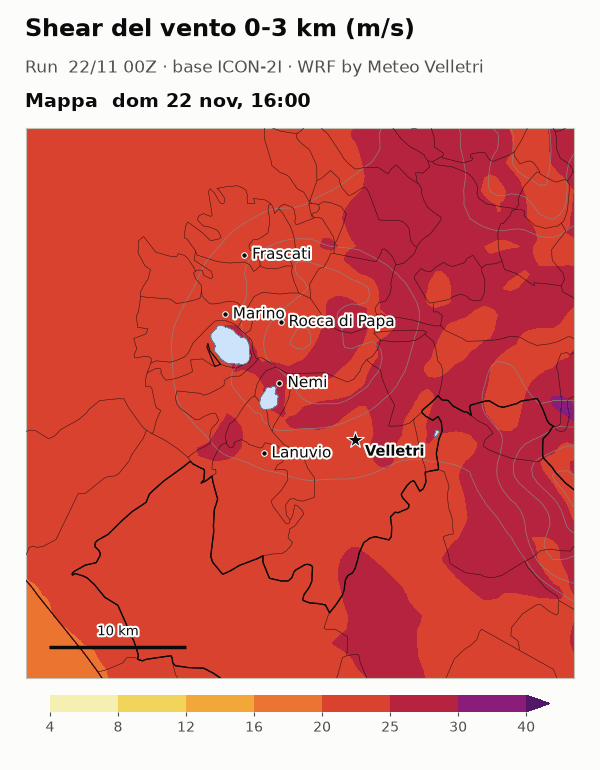 Shear del vento 0-3 km (m/s)
Run  22/11 00Z · base ICON-2I · WRF by Meteo Velletri
Mappa  dom 22 nov, 16:00
Frascati
Marino
Rocca di Papa
Nemi
Velletri
Lanuvio
10 km
4 8 12 16 20 25 30 40